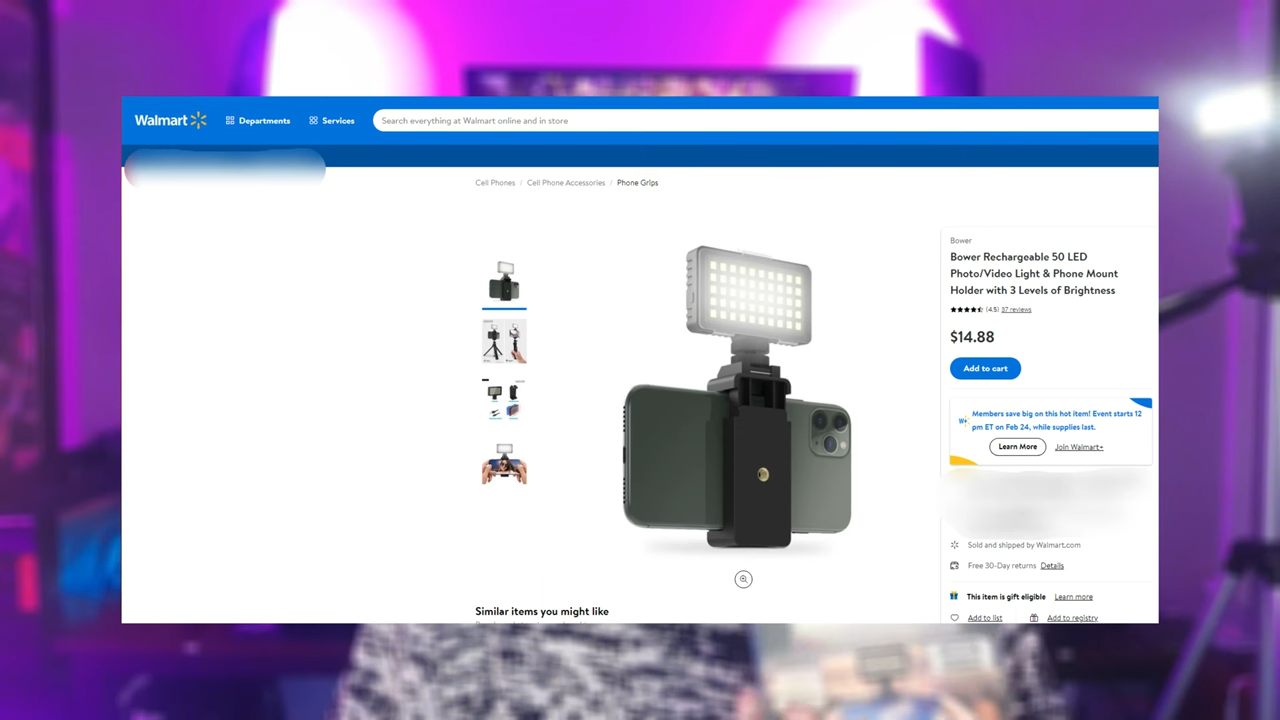 Walmart
Departments
Services
Search everything at Walmart online and in store
Cell Phones / Cell Phone Accessories / Phone Grips
Bower
Bower Rechargeable 50 LED
Photo/Video Light & Phone Mount
Holder with 3 Levels of Brightness
(4.5) 37 reviews
$14.88
Add to cart
W+
Members save big on this hot item! Event starts 12
pm ET on Feb 24, while supplies last.
Learn More
Join Walmart+
Sold and shipped by Walmart.com
Free 30-Day returns Details
This item is gift eligible Learn more
Add to list
Add to registry
Similar items you might like